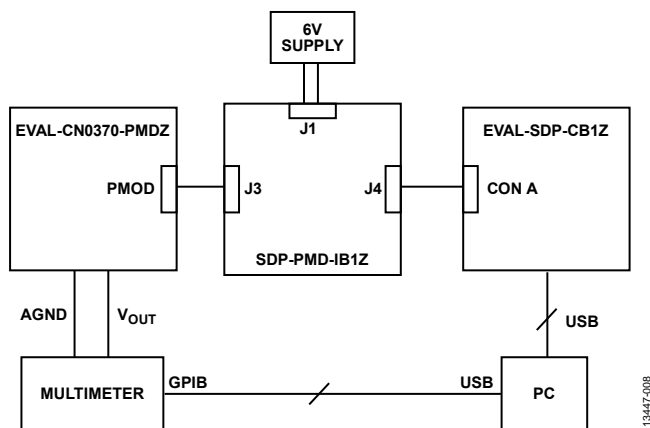 6V
SUPPLY
EVAL-CN0370-PMDZ
J1
EVAL-SDP-CB1Z
PMOD
J3
J4
CON A
SDP-PMD-IB1Z
AGND
VOUT
USB
MULTIMETER
GPIB
USB
PC
13447-008